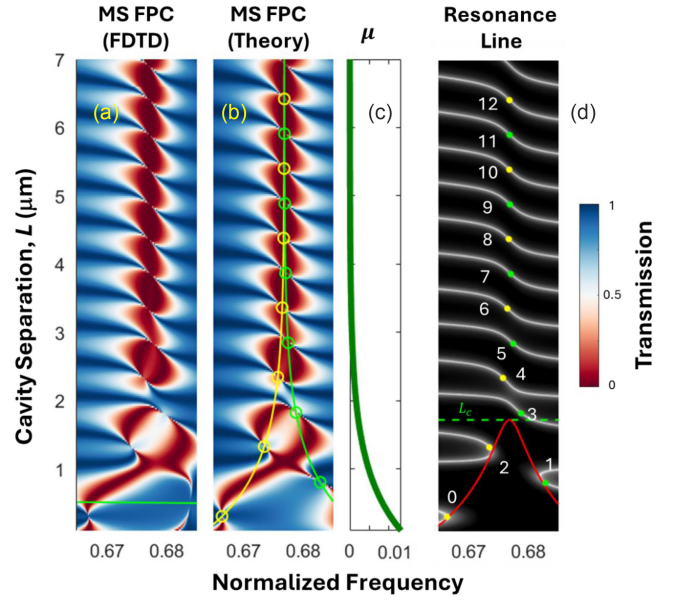 MS FPC
(FDTD)
MS FPC
(Theory)
μ
Resonance
Line
Cavity Separation, L (μm)
7
6
5
4
3
2
1
(a)
(b)
(c)
(d)
12
11
10
9
8
7
6
5
4
3
L_c
2
1
0
1
0.5
0
Transmission
0.67
0.68
0.67
0.68
0
0.01
0.67
0.68
Normalized Frequency